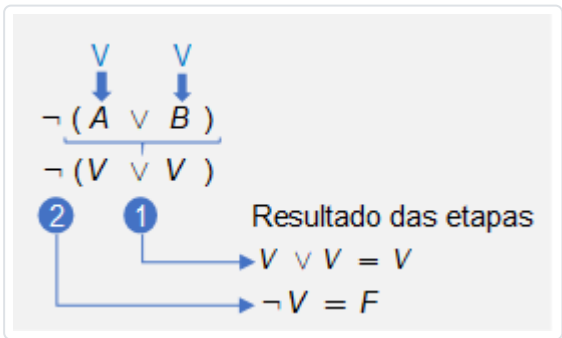 V V
¬ ( A ∨ B )
¬ (V ∨ V )
2 1 Resultado das etapas
V ∨ V = V
¬ V = F